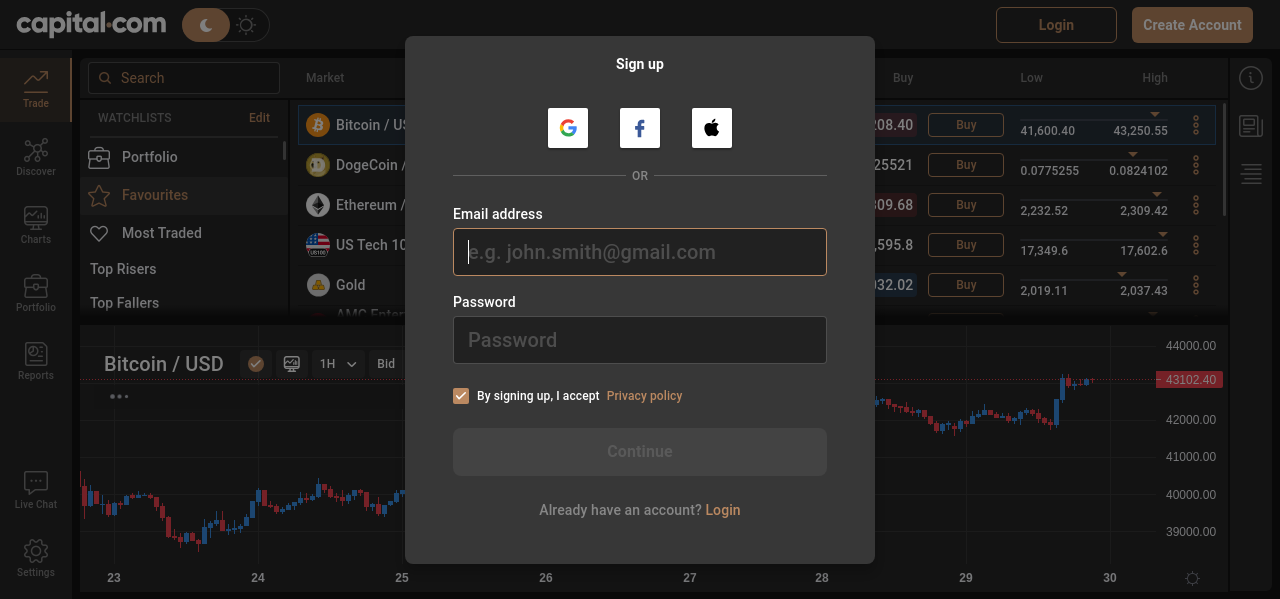 capital.com
Login
Create Account
Sign up
Search
Market
Buy
Low
High
Trade
WATCHLISTS
Edit
Bitcoin / US
208.40
Buy
41,600.40
43,250.55
Portfolio
DogeCoin /
25521
Buy
0.0775255
0.0824102
Discover
OR
Favourites
Ethereum /
309.68
Buy
2,232.52
2,309.42
Email address
Most Traded
US100
US Tech 10
,595.8
Buy
17,349.6
17,602.6
e.g. john.smith@gmail.com
Charts
Top Risers
Gold
032.02
Buy
2,019.11
2,037.43
Portfolio
Top Fallers
Password
AMC Enter
Password
44000.00
Bitcoin / USD
1H
Bid
Reports
43102.40
By signing up, I accept Privacy policy
42000.00
Continue
41000.00
40000.00
Live Chat
Already have an account? Login
39000.00
Settings
23
24
25
26
27
28
29
30